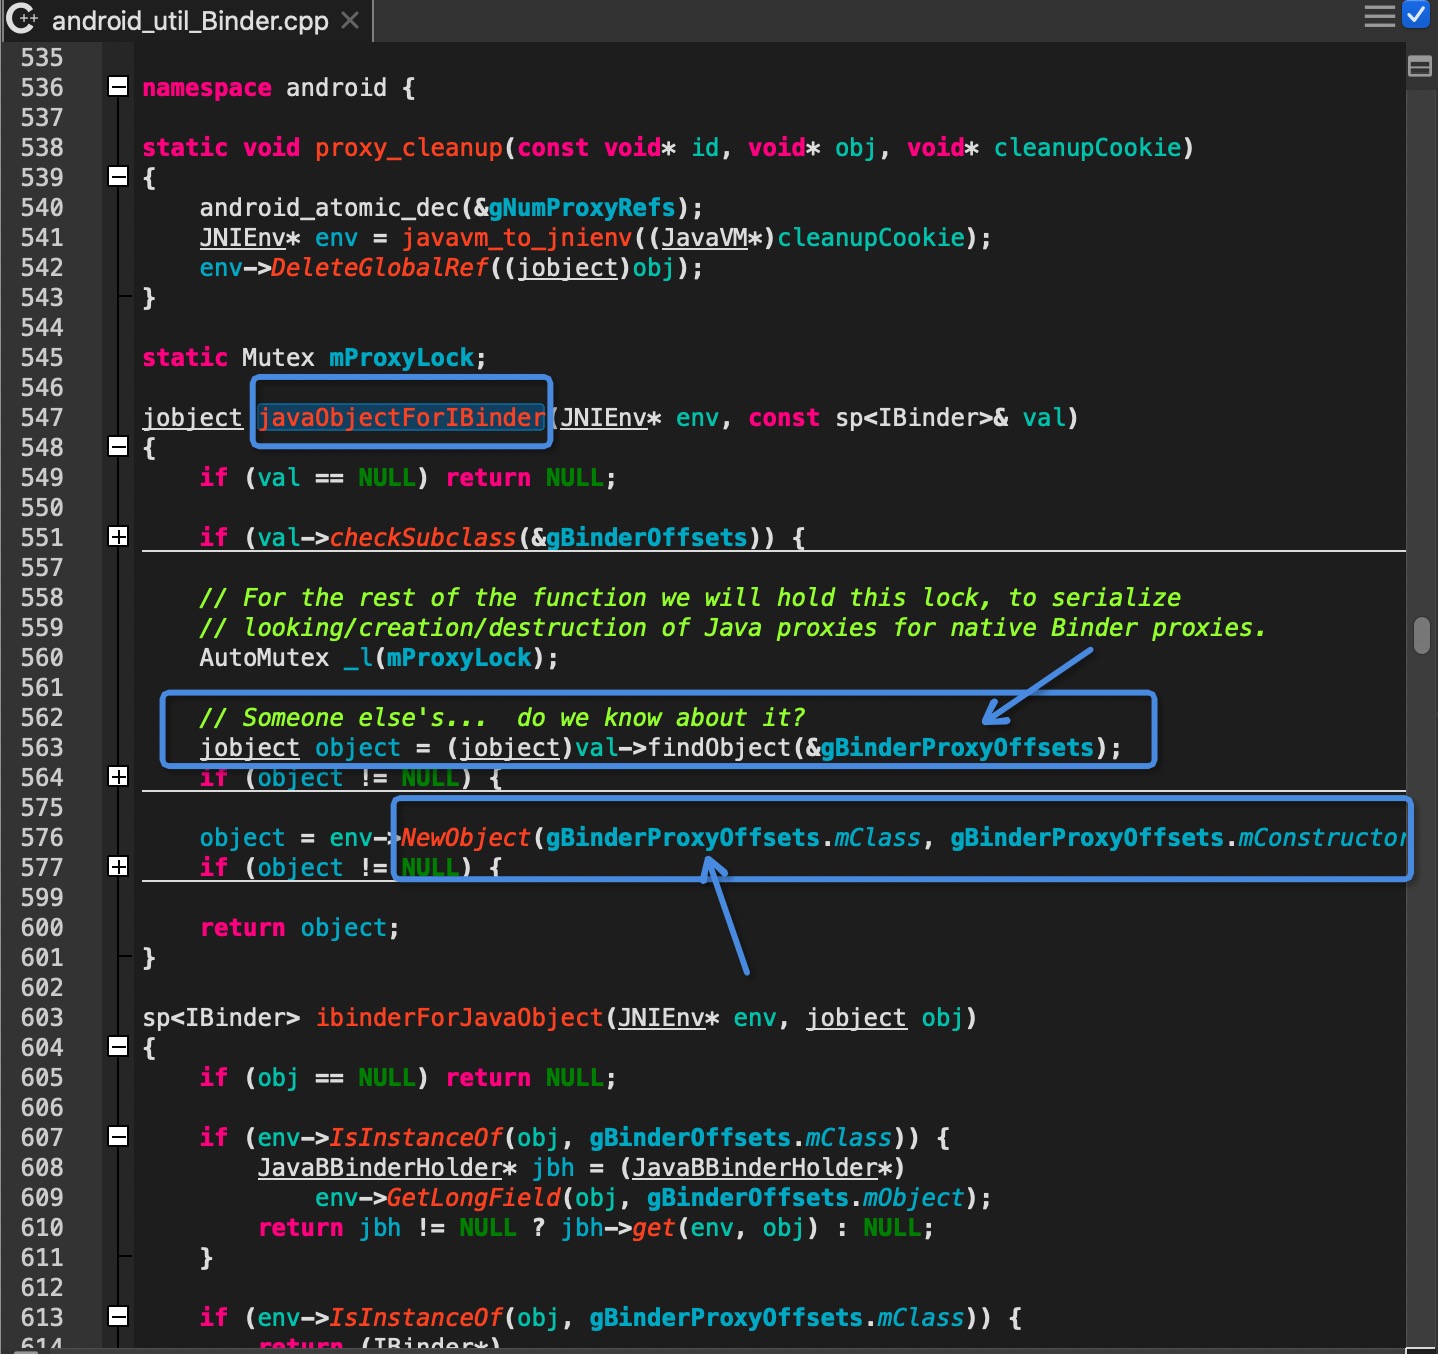 android_util_Binder.cpp
535
536 namespace android {
537
538 static void proxy_cleanup(const void* id, void* obj, void* cleanupCookie)
539 {
540 android_atomic_dec(&gNumProxyRefs);
541 JNIEnv* env = javavm_to_jnienv((JavaVM*)cleanupCookie);
542 env->DeleteGlobalRef((jobject)obj);
543 }
544
545 static Mutex mProxyLock;
546
547 jobject javaObjectForIBinder(JNIEnv* env, const sp<IBinder>& val)
548 {
549 if (val == NULL) return NULL;
550
551 if (val->checkSubclass(&gBinderOffsets)) {
557
558 // For the rest of the function we will hold this lock, to serialize
559 // looking/creation/destruction of Java proxies for native Binder proxies.
560 AutoMutex _l(mProxyLock);
561
562 // Someone else's...  do we know about it?
563 jobject object = (jobject)val->findObject(&gBinderProxyOffsets);
564 if (object != NULL) {
575
576 object = env->NewObject(gBinderProxyOffsets.mClass, gBinderProxyOffsets.mConstructor
577 if (object != NULL) {
599
600 return object;
601 }
602
603 sp<IBinder> ibinderForJavaObject(JNIEnv* env, jobject obj)
604 {
605 if (obj == NULL) return NULL;
606
607 if (env->IsInstanceOf(obj, gBinderOffsets.mClass)) {
608 JavaBBinderHolder* jbh = (JavaBBinderHolder*)
609 env->GetLongField(obj, gBinderOffsets.mObject);
610 return jbh != NULL ? jbh->get(env, obj) : NULL;
611 }
612
613 if (env->IsInstanceOf(obj, gBinderProxyOffsets.mClass)) {
614 return (IBinder*)